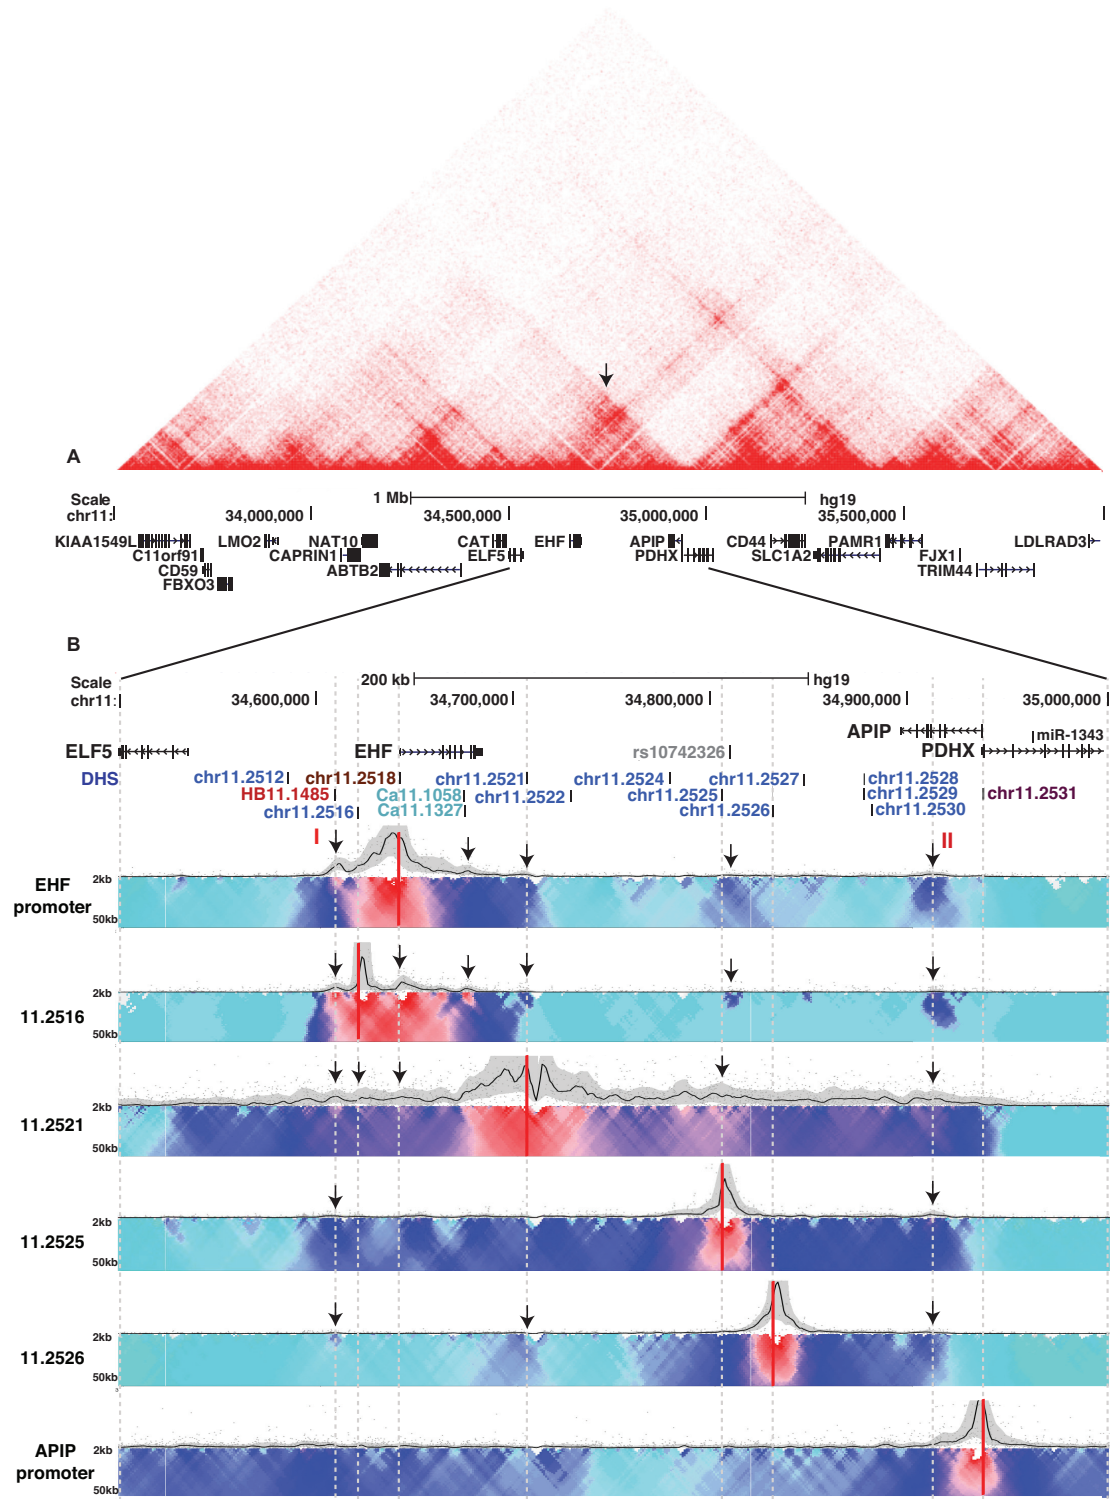 A
Scale 1 Mb hg19
chr11: 34,000,000 34,500,000 35,000,000 35,500,000
KIAA1549L LMO2 NAT10 CAT EHF APIP CD44 PAMR1 LDLRAD3
C11orf91 CAPRIN1 ELF5 PDHX SLC1A2 FJX1
CD59 ABTB2 TRIM44
FBXO3
B
Scale 200 kb hg19
chr11: 34,600,000 34,700,000 34,800,000 34,900,000 35,000,000
APIP miR-1343
ELF5 EHF rs10742326 PDHX
DHS chr11.2512 chr11.2518 chr11.2521 chr11.2524 chr11.2527 chr11.2528
HB11.1485 Ca11.1058 chr11.2522 chr11.2525 chr11.2529 chr11.2531
chr11.2516 Ca11.1327 chr11.2526 chr11.2530
I II
EHF promoter 2kb 50kb
11.2516 2kb 50kb
11.2521 2kb 50kb
11.2525 2kb 50kb
11.2526 2kb 50kb
APIP promoter 2kb 50kb